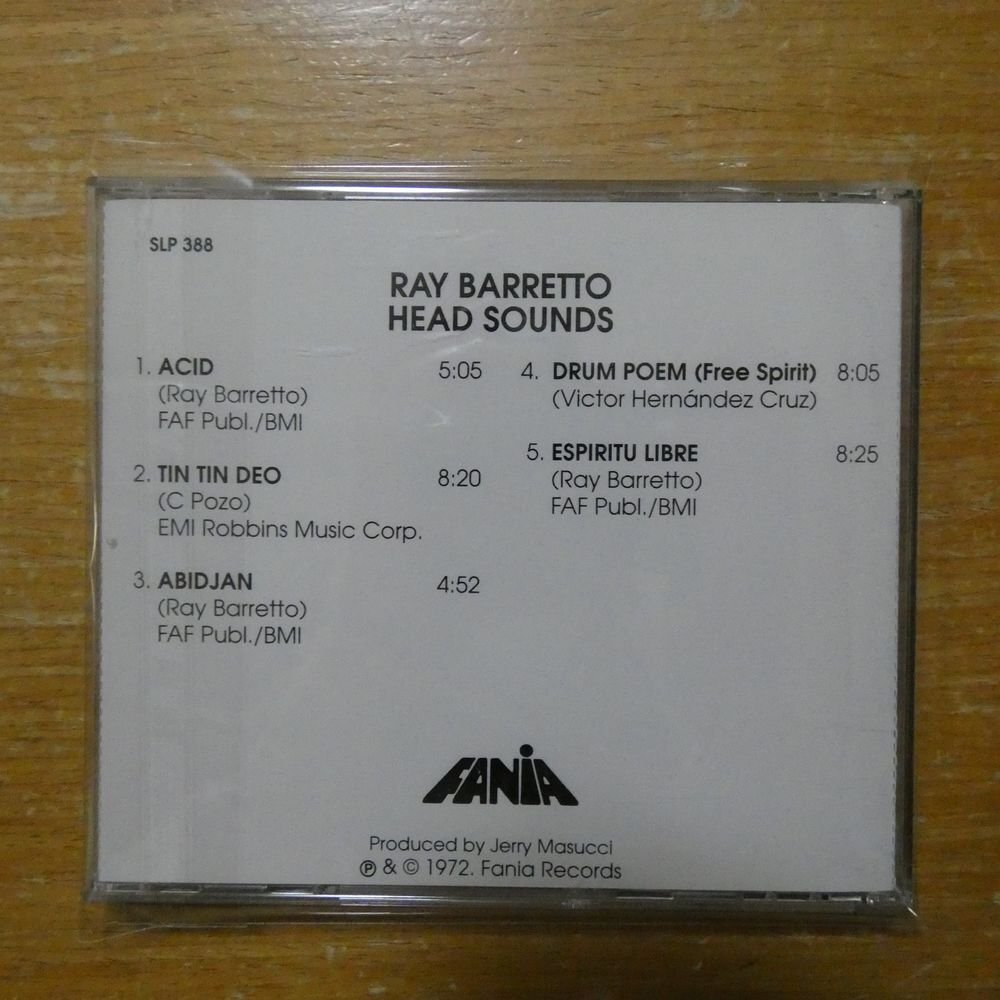 SLP 388
RAY BARRETTO
HEAD SOUNDS
1. ACID 5:05
(Ray Barretto)
FAF Publ./BMI
2. TIN TIN DEO 8:20
(C Pozo)
EMI Robbins Music Corp.
3. ABIDJAN 4:52
(Ray Barretto)
FAF Publ./BMI
4. DRUM POEM (Free Spirit) 8:05
(Victor Hernández Cruz)
5. ESPIRITU LIBRE 8:25
(Ray Barretto)
FAF Publ./BMI
FANIA
Produced by Jerry Masucci
℗ & © 1972. Fania Records